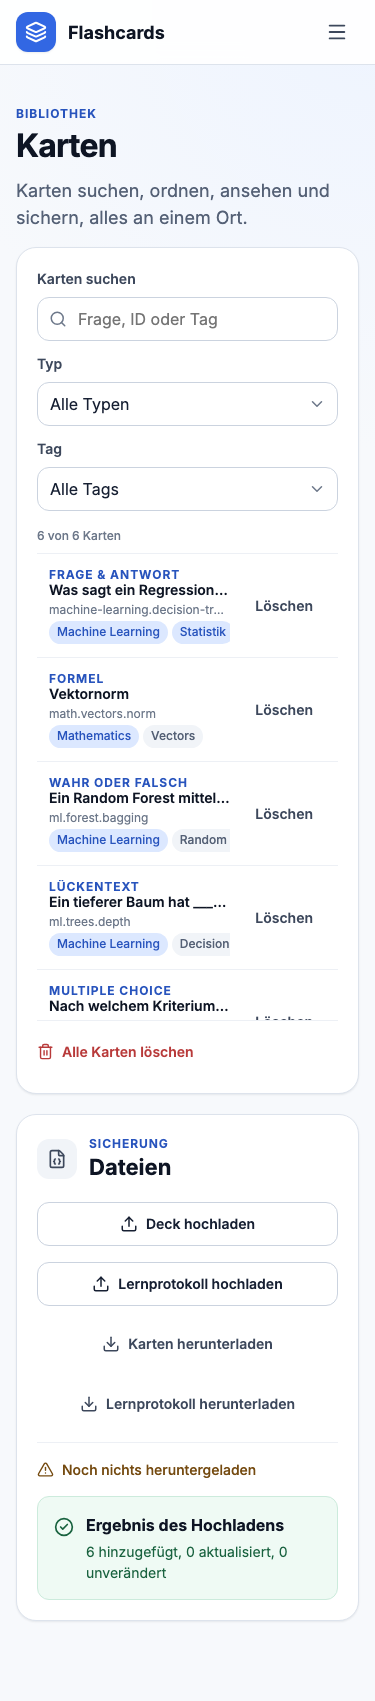 Flashcards
BIBLIOTHEK
Karten
Karten suchen, ordnen, ansehen und
sichern, alles an einem Ort.
Karten suchen
Frage, ID oder Tag
Typ
Alle Typen
Tag
Alle Tags
6 von 6 Karten
FRAGE & ANTWORT
Was sagt ein Regression...
machine-learning.decision-tr...
Machine Learning Statistik
Löschen
FORMEL
Vektornorm
math.vectors.norm
Mathematics Vectors
Löschen
WAHR ODER FALSCH
Ein Random Forest mittel...
ml.forest.bagging
Machine Learning Random
Löschen
LÜCKENTEXT
Ein tieferer Baum hat ___...
ml.trees.depth
Machine Learning Decision
Löschen
MULTIPLE CHOICE
Nach welchem Kriterium...
Löschen
Alle Karten löschen
SICHERUNG
Dateien
Deck hochladen
Lernprotokoll hochladen
Karten herunterladen
Lernprotokoll herunterladen
Noch nichts heruntergeladen
Ergebnis des Hochladens
6 hinzugefügt, 0 aktualisiert, 0
unverändert